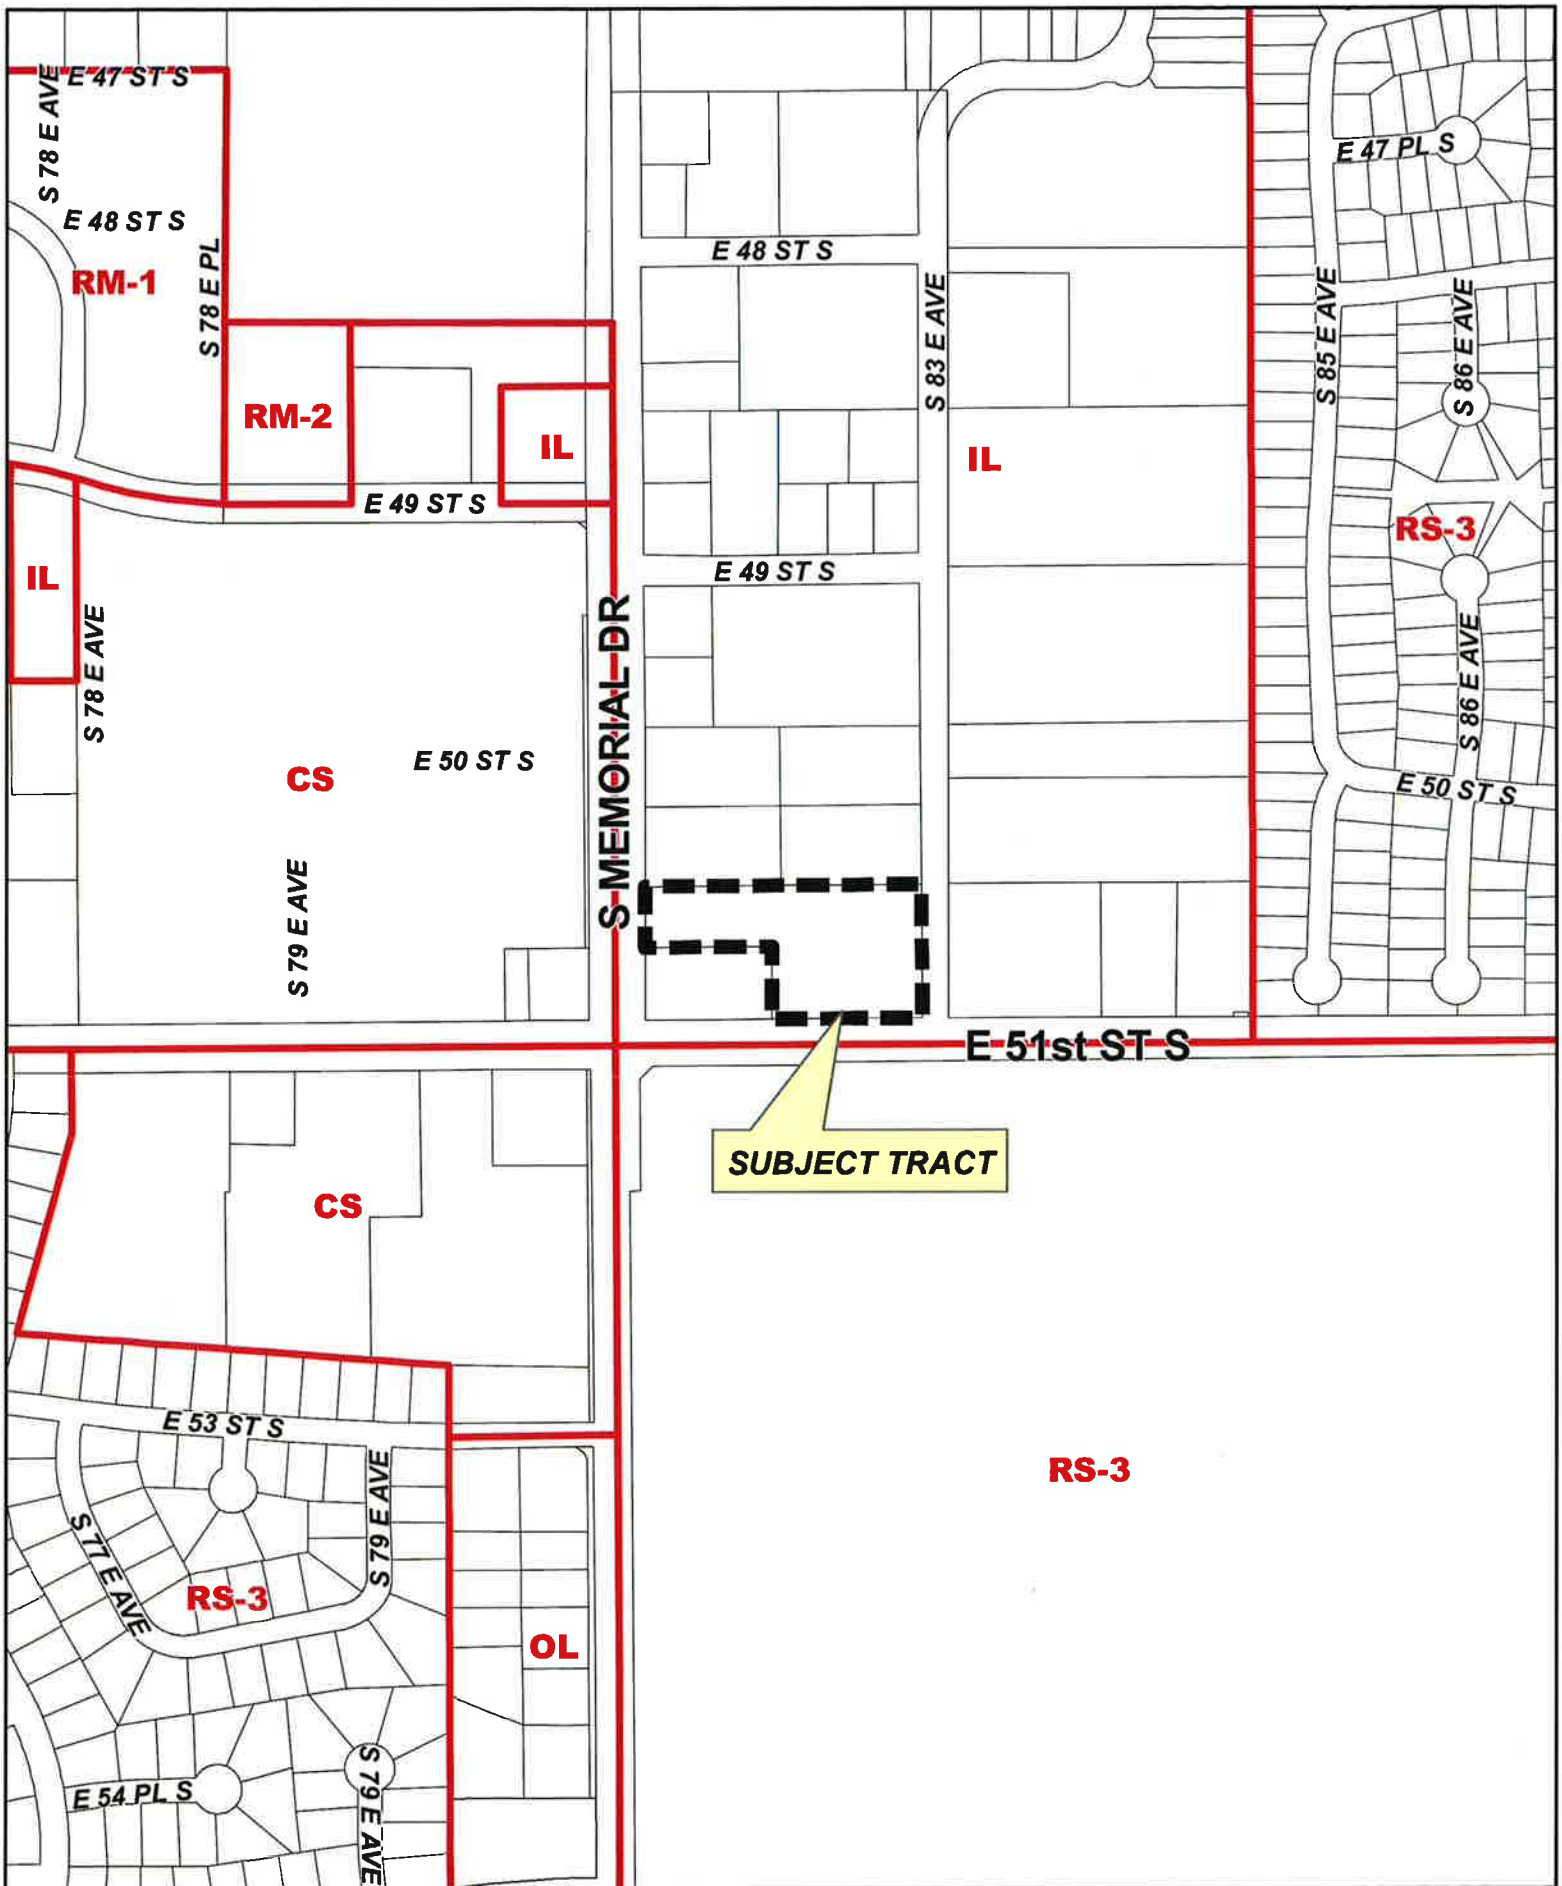 E 47 ST S
S 78 E AVE
E 47 PL S
E 48 ST S
E 48 ST S
RM-1
S 78 E PL
S 83 E AVE
S 85 E AVE
S 86 E AVE
RM-2
IL
IL
E 49 ST S
RS-3
IL
E 49 ST S
S 78 E AVE
S MEMORIAL DR
S 86 E AVE
CS
E 50 ST S
E 50 ST S
S 79 E AVE
E 51st ST S
SUBJECT TRACT
CS
E 53 ST S
RS-3
S 79 E AVE
S 77 E AVE
RS-3
OL
E 54 PL S
S 79 E AVE